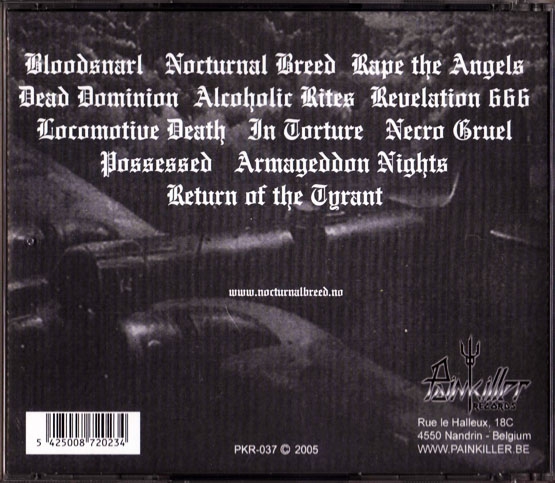 Bloodsnarl Nocturnal Breed Rape the Angels
Dead Dominion Alcoholic Rites Revelation 666
Locomotive Death In Torture Necro Gruel
Possessed Armageddon Nights
Return of the Tyrant
www.nocturnalbreed.no
Painkiller
RECORDS
Rue le Halleux, 18C
4550 Nandrin - Belgium
WWW.PAINKILLER.BE
5 425008 720234
PKR-037 © 2005